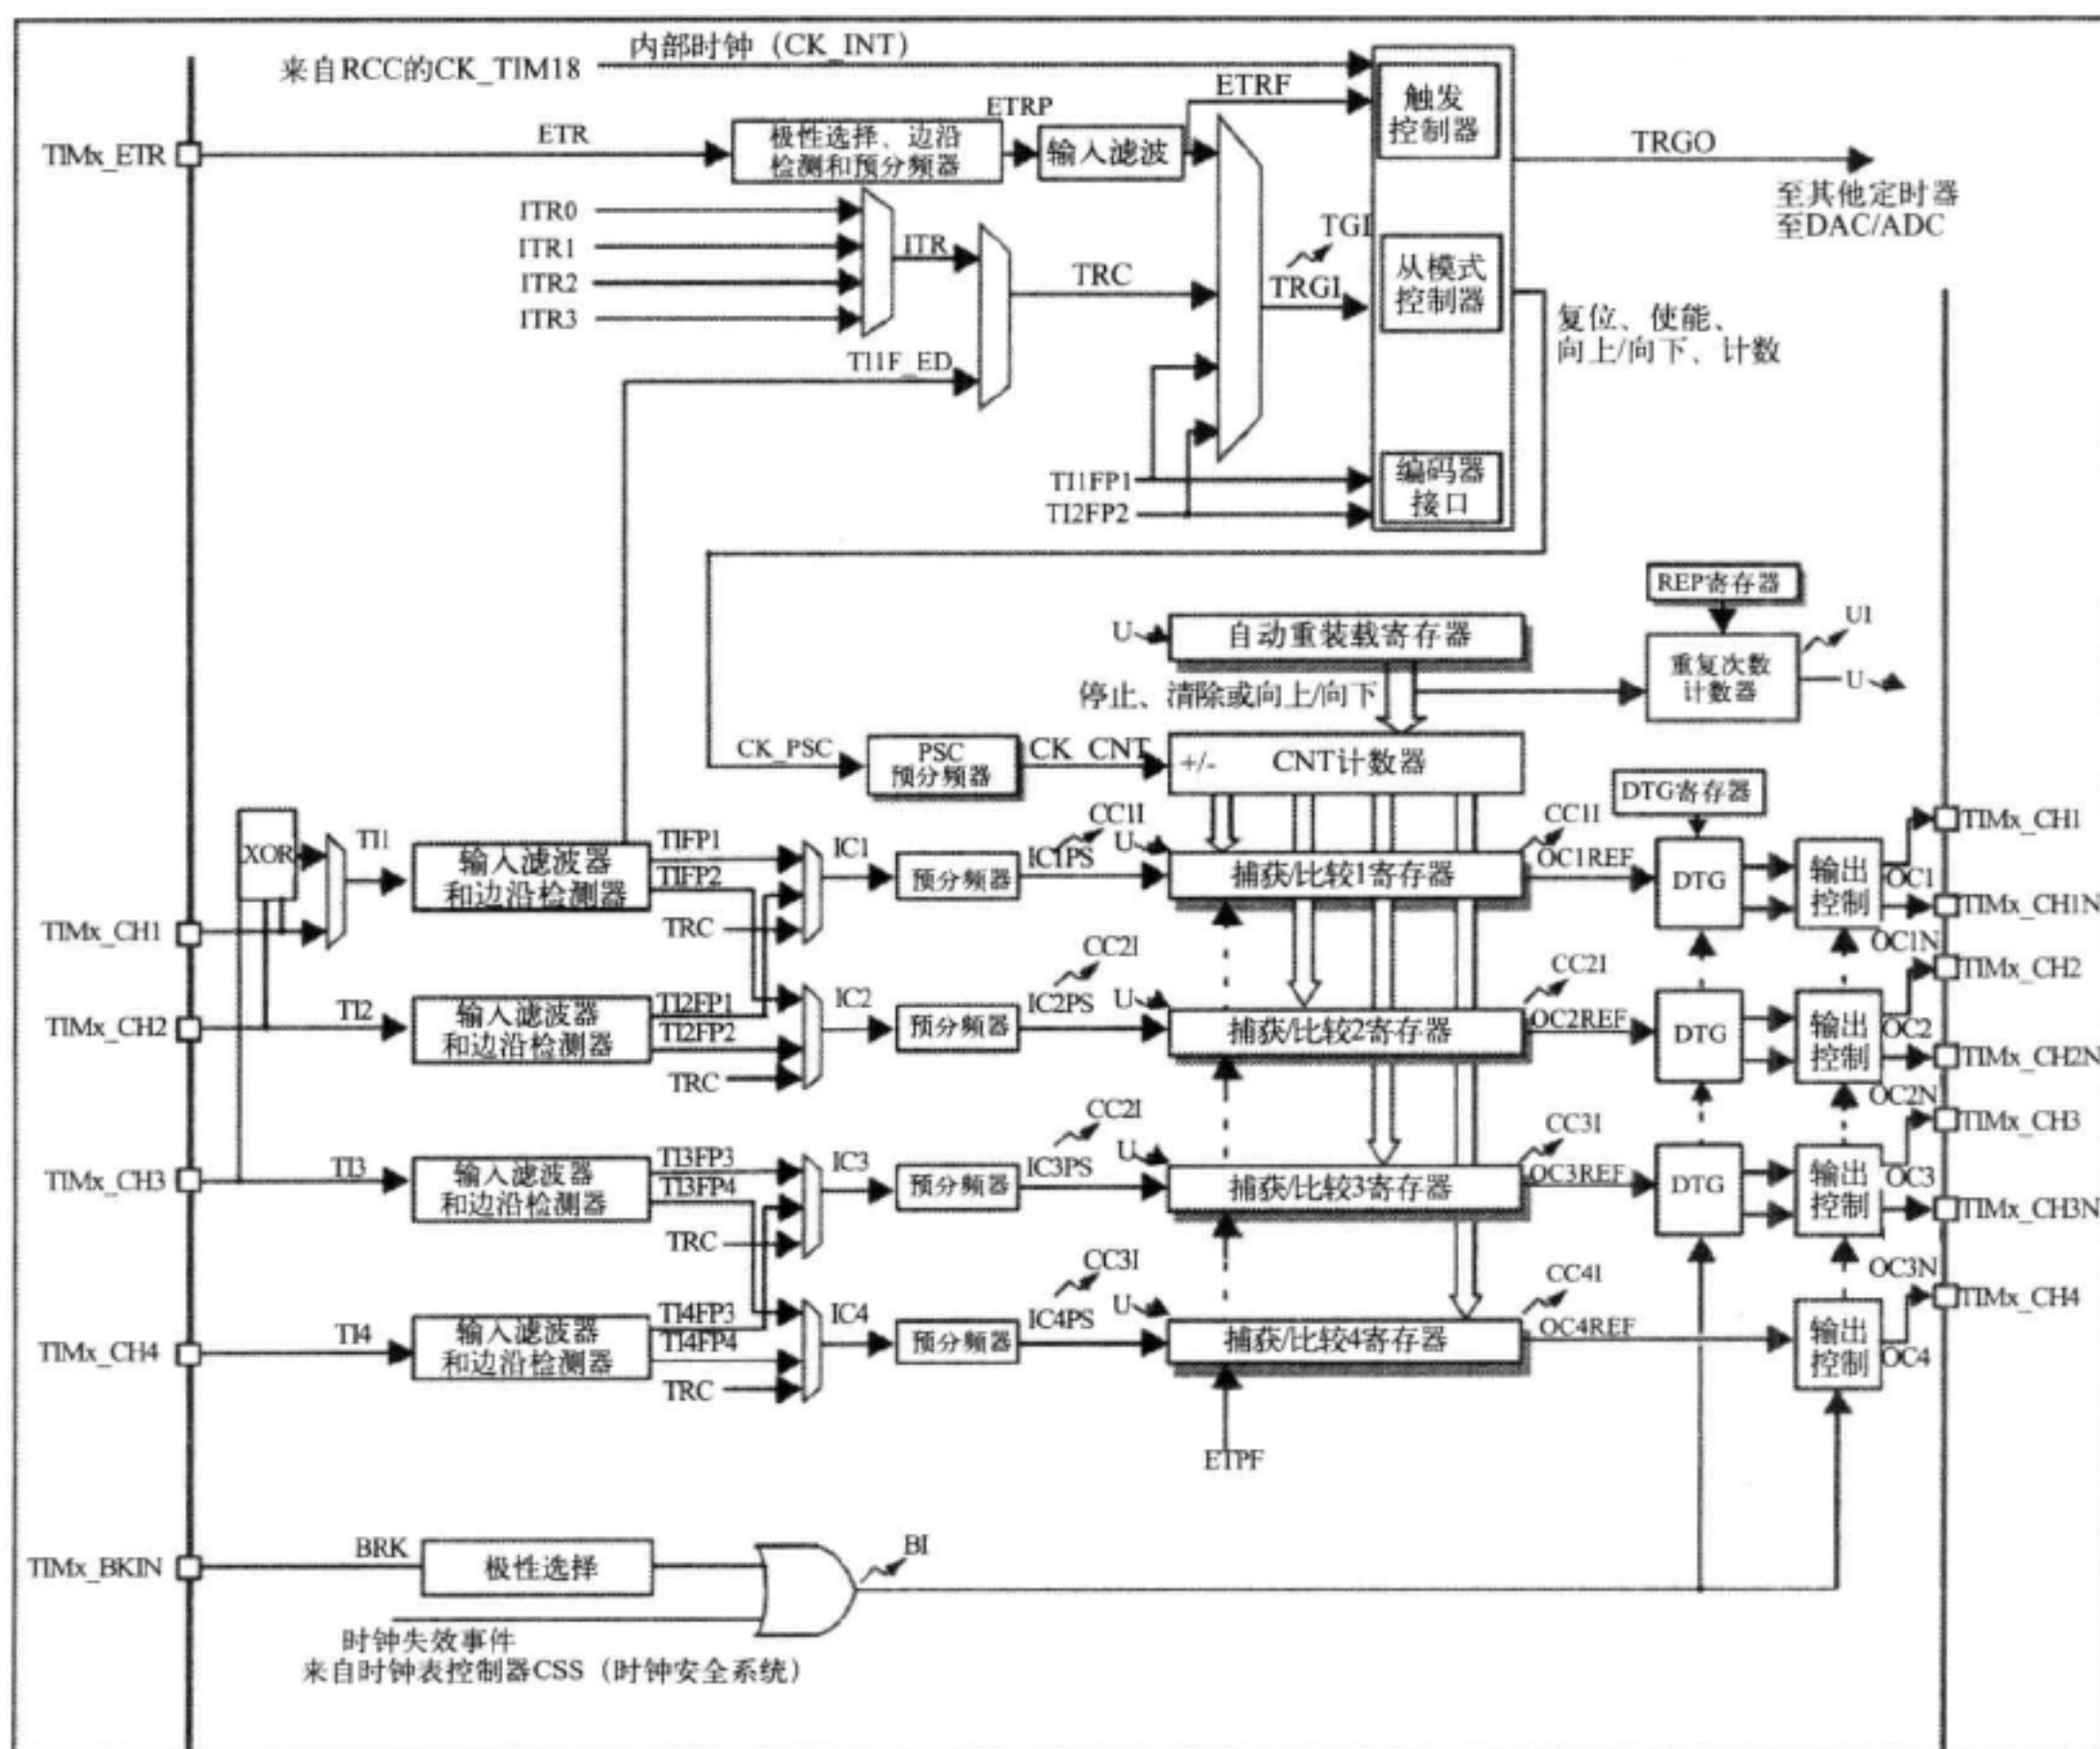 内部时钟（CK_INT）
来自RCC的CK_TIM18
ETRF
触发
控制器
TIMx_ETR
ETR
极性选择、边沿
检测和预分频器
ETRP
输入滤波
TRGO
至其他定时器
至DAC/ADC
ITR0
ITR1
ITR2
ITR3
ITR
TRC
TGI
TRGI
从模式
控制器
复位、使能、
向上/向下、计数
TI1F_ED
TI1FP1
TI2FP2
编码器
接口
REP寄存器
U
自动重装载寄存器
UI
重复次数
计数器
U
停止、清除或向上/向下
CK_PSC
PSC
预分频器
CK_CNT
+/-
CNT计数器
DTG寄存器
XOR
TI1
输入滤波器
和边沿检测器
TIFP1
TIFP2
TRC
IC1
预分频器
CC1I
IC1PS
U
捕获/比较1寄存器
CC1I
OC1REF
DTG
输出
控制
OC1
OC1N
TIMx_CH1
TIMx_CH1N
TIMx_CH1
TIMx_CH2
TI2
输入滤波器
和边沿检测器
TI2FP1
TI2FP2
TRC
IC2
预分频器
CC2I
IC2PS
U
捕获/比较2寄存器
CC2I
OC2REF
DTG
输出
控制
OC2
OC2N
TIMx_CH2
TIMx_CH2N
TIMx_CH3
TI3
输入滤波器
和边沿检测器
TI3FP3
TI3FP4
TRC
IC3
预分频器
CC2I
IC3PS
U
捕获/比较3寄存器
CC3I
OC3REF
DTG
输出
控制
OC3
OC3N
TIMx_CH3
TIMx_CH3N
TIMx_CH4
TI4
输入滤波器
和边沿检测器
TI4FP3
TI4FP4
TRC
IC4
预分频器
CC3I
IC4PS
U
捕获/比较4寄存器
CC4I
OC4REF
输出
控制
OC4
TIMx_CH4
ETPF
TIMx_BKIN
BRK
极性选择
BI
时钟失效事件
来自时钟表控制器CSS（时钟安全系统）